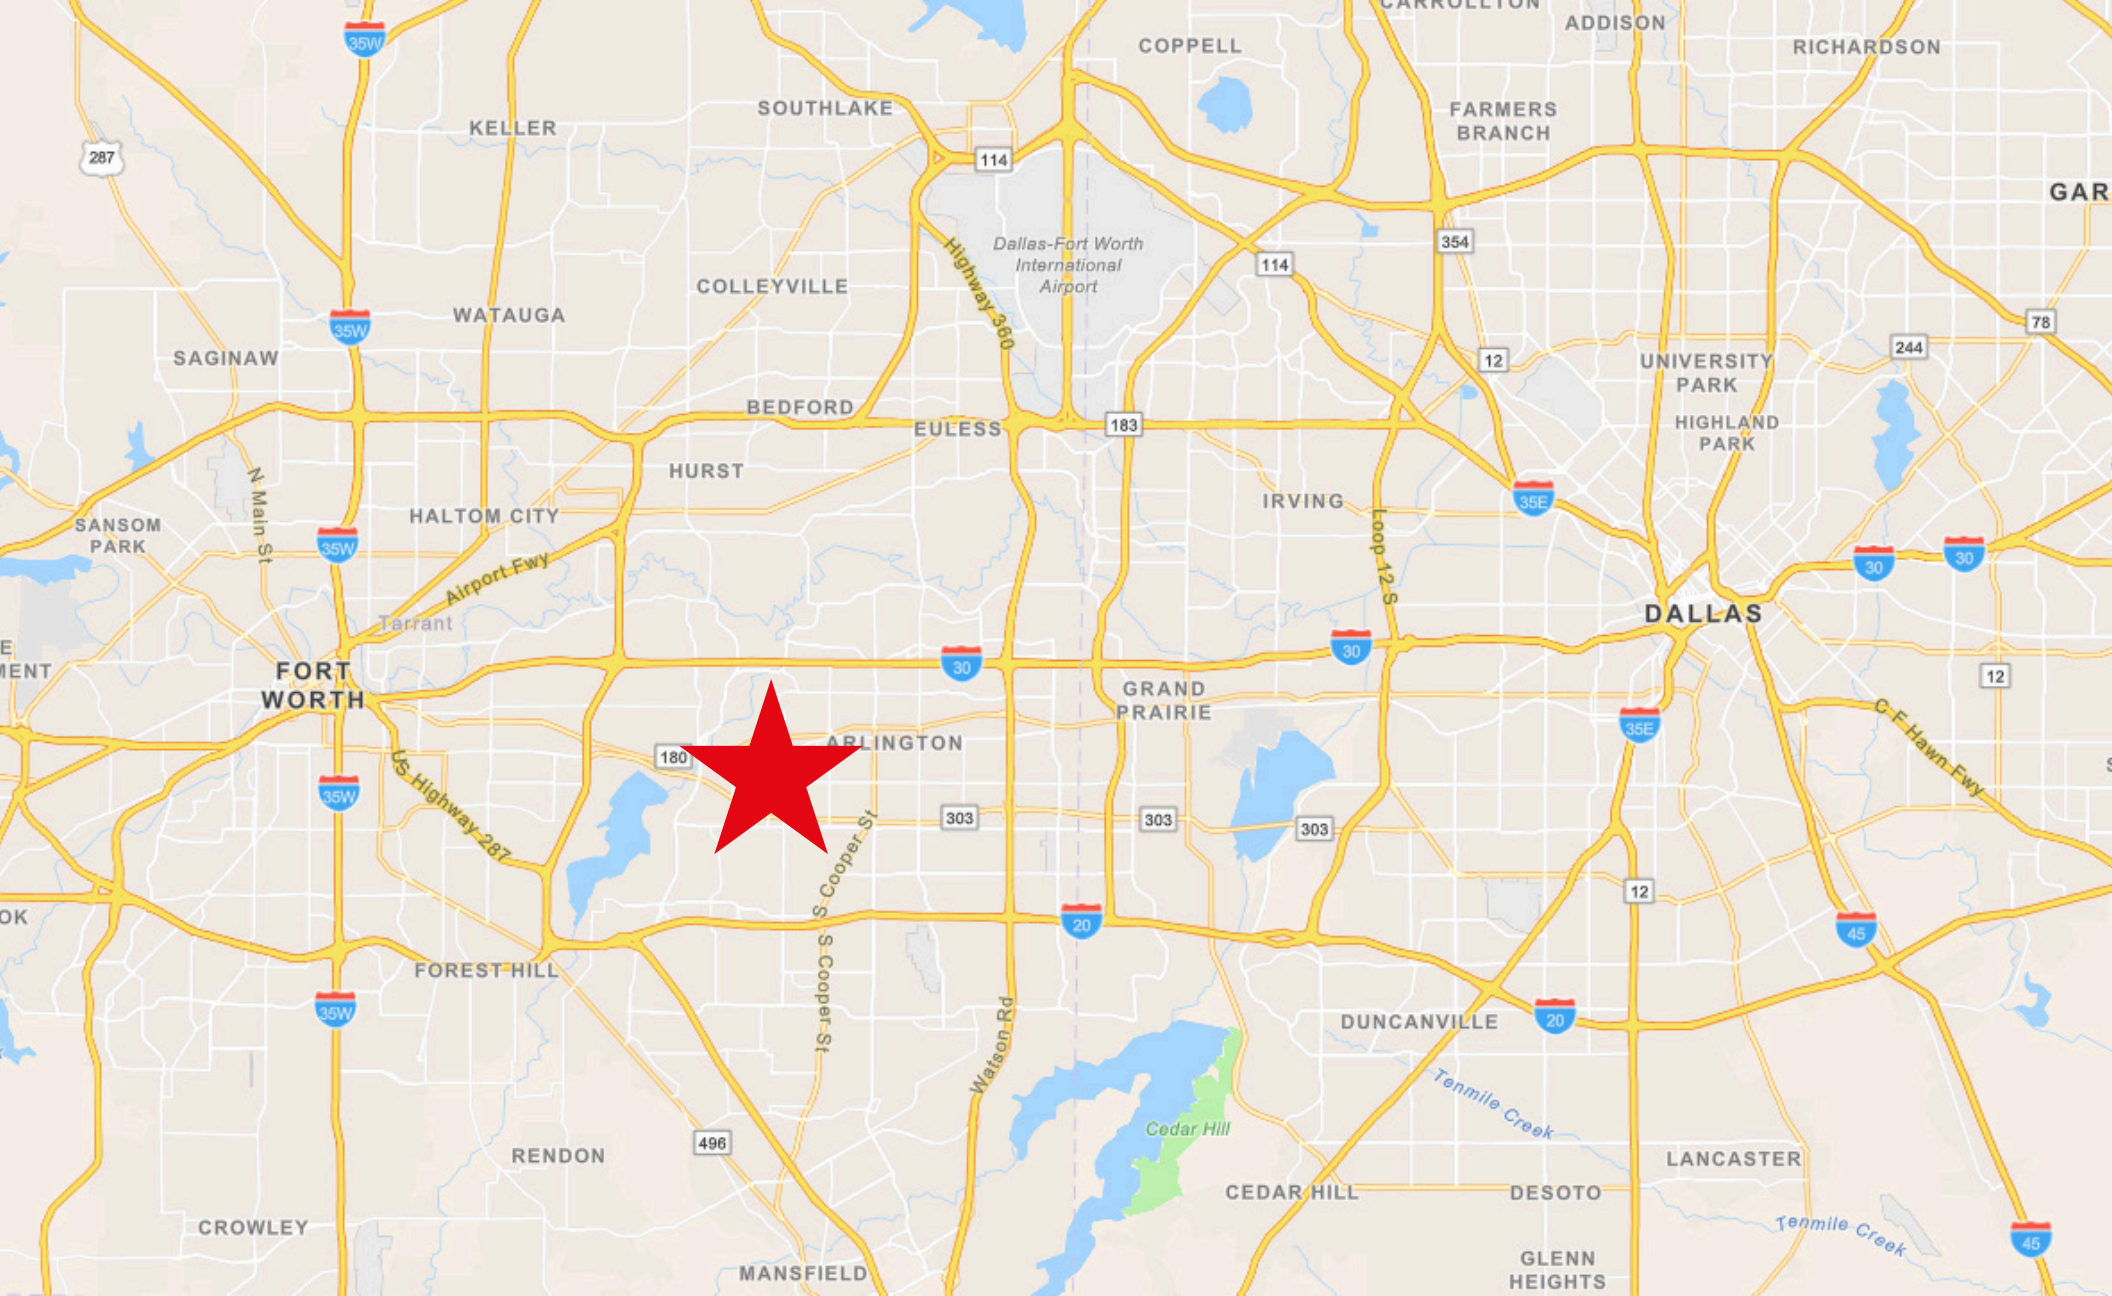 CARROLLTON
ADDISON
COPPELL
RICHARDSON
35W
SOUTHLAKE
KELLER
FARMERS
BRANCH
287
114
GAR
Dallas-Fort Worth
International
Airport
Highway 360
354
114
COLLEYVILLE
WATAUGA
35W
78
SAGINAW
12
244
UNIVERSITY
PARK
BEDFORD
EULESS
183
HIGHLAND
PARK
HURST
N Main St
IRVING
35E
HALTOM CITY
SANSOM
PARK
35W
Loop 12 S
30
30
Airport Fwy
Tarrant
DALLAS
E
MENT
FORT
WORTH
30
30
12
GRAND
PRAIRIE
C F Hawn Fwy
35E
ARLINGTON
180
US Highway 287
35W
303
303
303
S Cooper St
12
OK
20
45
S Cooper St
FOREST HILL
35W
Watson Rd
DUNCANVILLE
20
Tenmile Creek
Cedar Hill
496
RENDON
LANCASTER
CEDAR HILL
DESOTO
CROWLEY
Tenmile Creek
45
MANSFIELD
GLENN
HEIGHTS